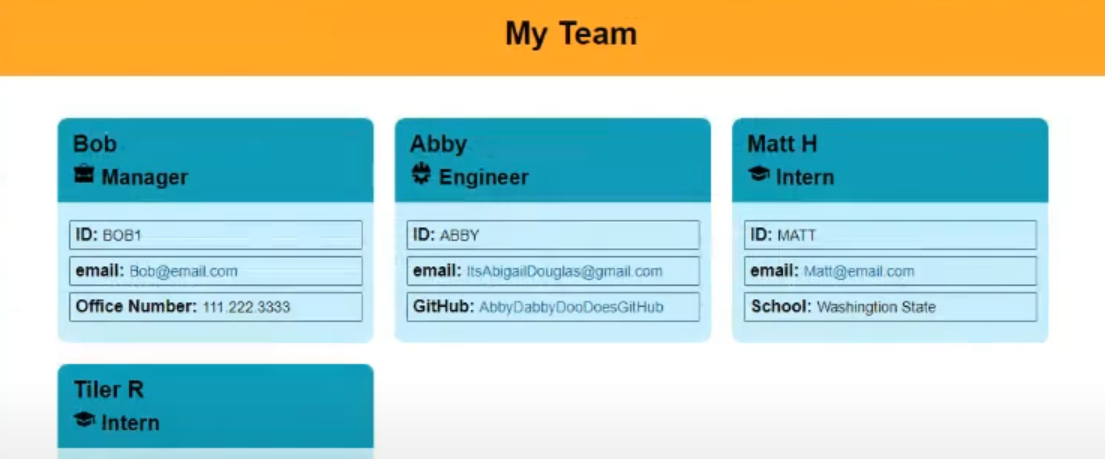 My Team
Bob
Manager
ID: BOB1
email: Bob@email.com
Office Number: 111.222.3333
Abby
Engineer
ID: ABBY
email: ItsAbigailDouglas@gmail.com
GitHub: AbbyDabbyDooDoesGitHub
Matt H
Intern
ID: MATT
email: Matt@email.com
School: Washingtion State
Tiler R
Intern